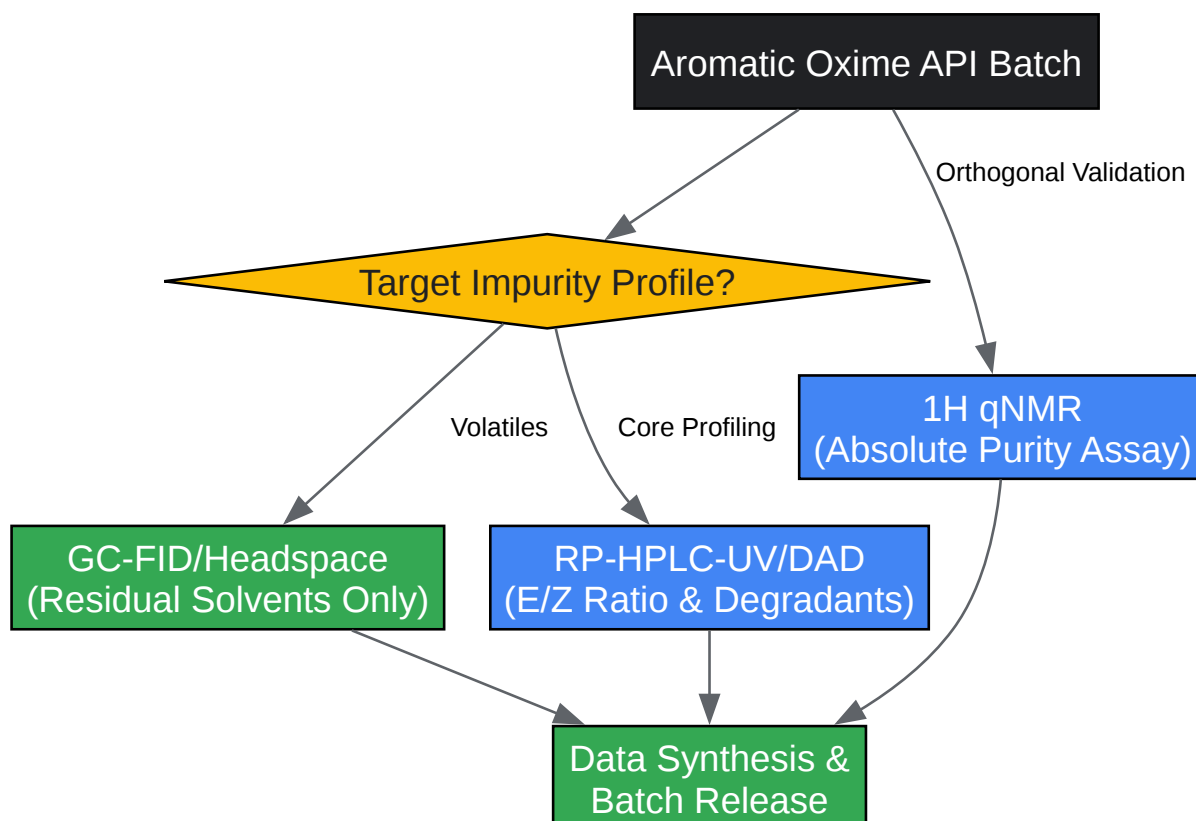 Aromatic Oxime API Batch
Orthogonal Validation
Target Impurity Profile?
Volatiles
Core Profiling
1H qNMR
(Absolute Purity Assay)
GC-FID/Headspace
(Residual Solvents Only)
RP-HPLC-UV/DAD
(E/Z Ratio & Degradants)
Data Synthesis &
Batch Release